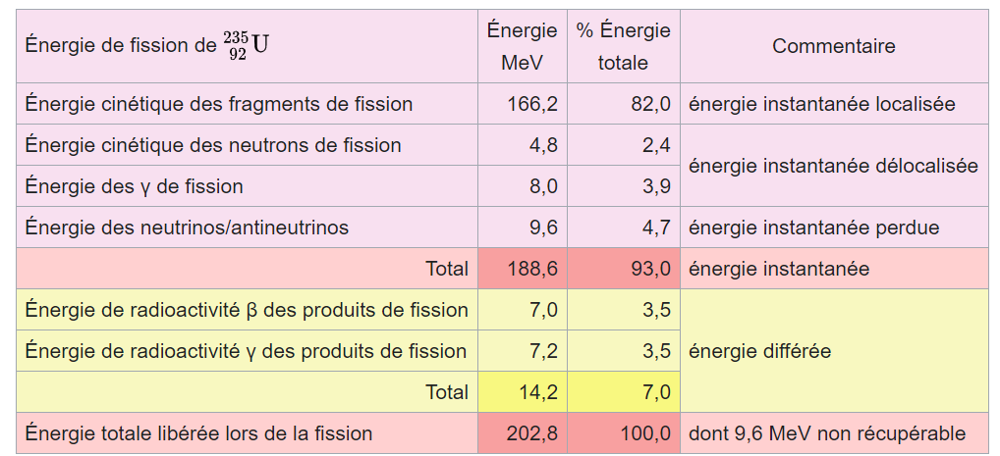 Énergie de fission de ²³⁵₉₂U Énergie MeV % Énergie totale Commentaire
Énergie cinétique des fragments de fission 166,2 82,0 énergie instantanée localisée
Énergie cinétique des neutrons de fission 4,8 2,4 énergie instantanée délocalisée
Énergie des γ de fission 8,0 3,9
Énergie des neutrinos/antineutrinos 9,6 4,7 énergie instantanée perdue
Total 188,6 93,0 énergie instantanée
Énergie de radioactivité β des produits de fission 7,0 3,5
Énergie de radioactivité γ des produits de fission 7,2 3,5 énergie différée
Total 14,2 7,0
Énergie totale libérée lors de la fission 202,8 100,0 dont 9,6 MeV non récupérable